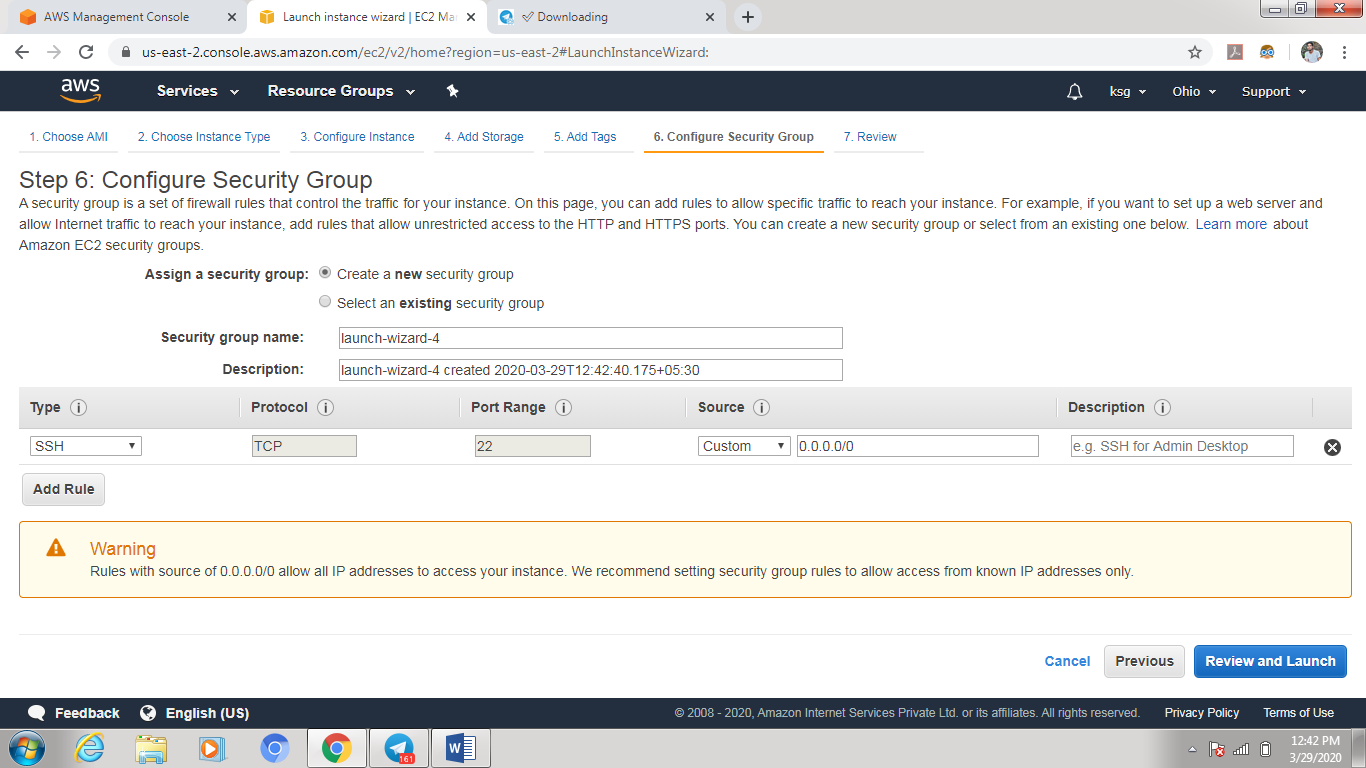 AWS Management Console
Launch instance wizard | EC2 Man
Downloading
us-east-2.console.aws.amazon.com/ec2/v2/home?region=us-east-2#LaunchInstanceWizard:
aws
Services
Resource Groups
ksg
Ohio
Support
1. Choose AMI
2. Choose Instance Type
3. Configure Instance
4. Add Storage
5. Add Tags
6. Configure Security Group
7. Review
Step 6: Configure Security Group
A security group is a set of firewall rules that control the traffic for your instance. On this page, you can add rules to allow specific traffic to reach your instance. For example, if you want to set up a web server and
allow Internet traffic to reach your instance, add rules that allow unrestricted access to the HTTP and HTTPS ports. You can create a new security group or select from an existing one below. Learn more about
Amazon EC2 security groups.
Assign a security group:
Create a new security group
Select an existing security group
Security group name:
launch-wizard-4
Description:
launch-wizard-4 created 2020-03-29T12:42:40.175+05:30
Type
Protocol
Port Range
Source
Description
SSH
TCP
22
Custom
0.0.0.0/0
e.g. SSH for Admin Desktop
Add Rule
Warning
Rules with source of 0.0.0.0/0 allow all IP addresses to access your instance. We recommend setting security group rules to allow access from known IP addresses only.
Cancel
Previous
Review and Launch
Feedback
English (US)
© 2008 - 2020, Amazon Internet Services Private Ltd. or its affiliates. All rights reserved.
Privacy Policy
Terms of Use
161
12:42 PM
3/29/2020